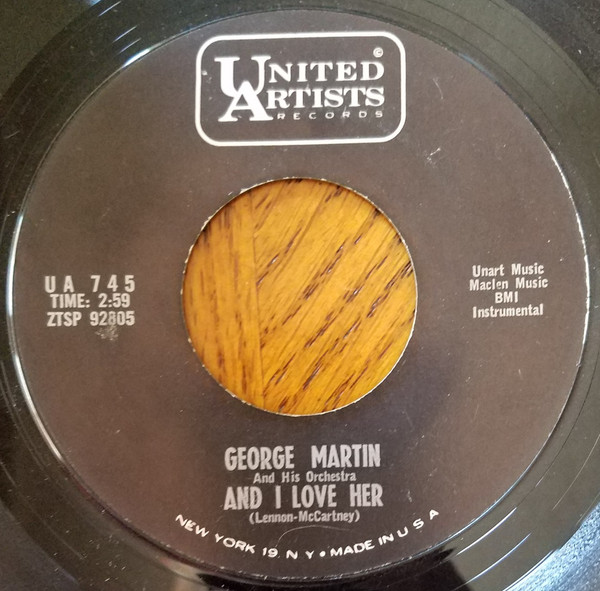 ©
UNITED
ARTISTS
RECORDS
UA 745
TIME: 2:59
ZTSP 92805
Unart Music
Maclen Music
BMI
Instrumental
GEORGE MARTIN
And His Orchestra
AND I LOVE HER
(Lennon-McCartney)
NEW YORK 19 N Y • MADE IN U S A